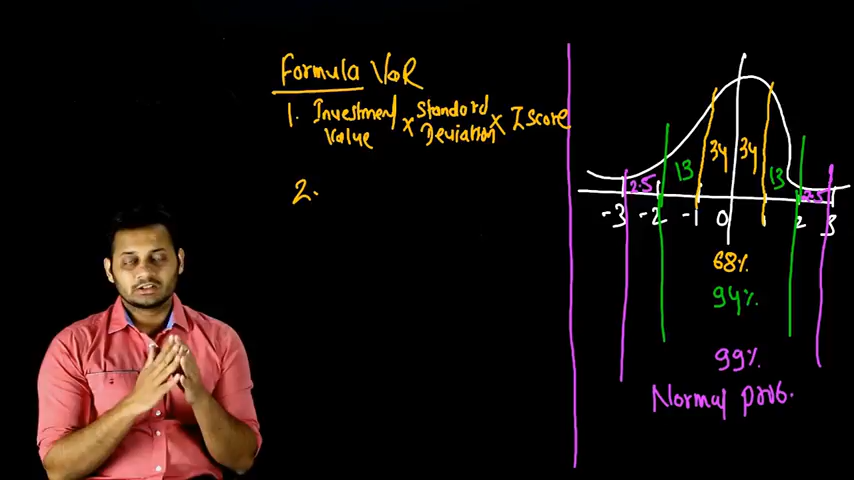 Formula VaR
1. Investment Value × Standard Deviation × Z score
2.
34 34
2.5 13 13 2.5
-3 -2 -1 0 1 2 3
68%
94%
99%
Normal prob.